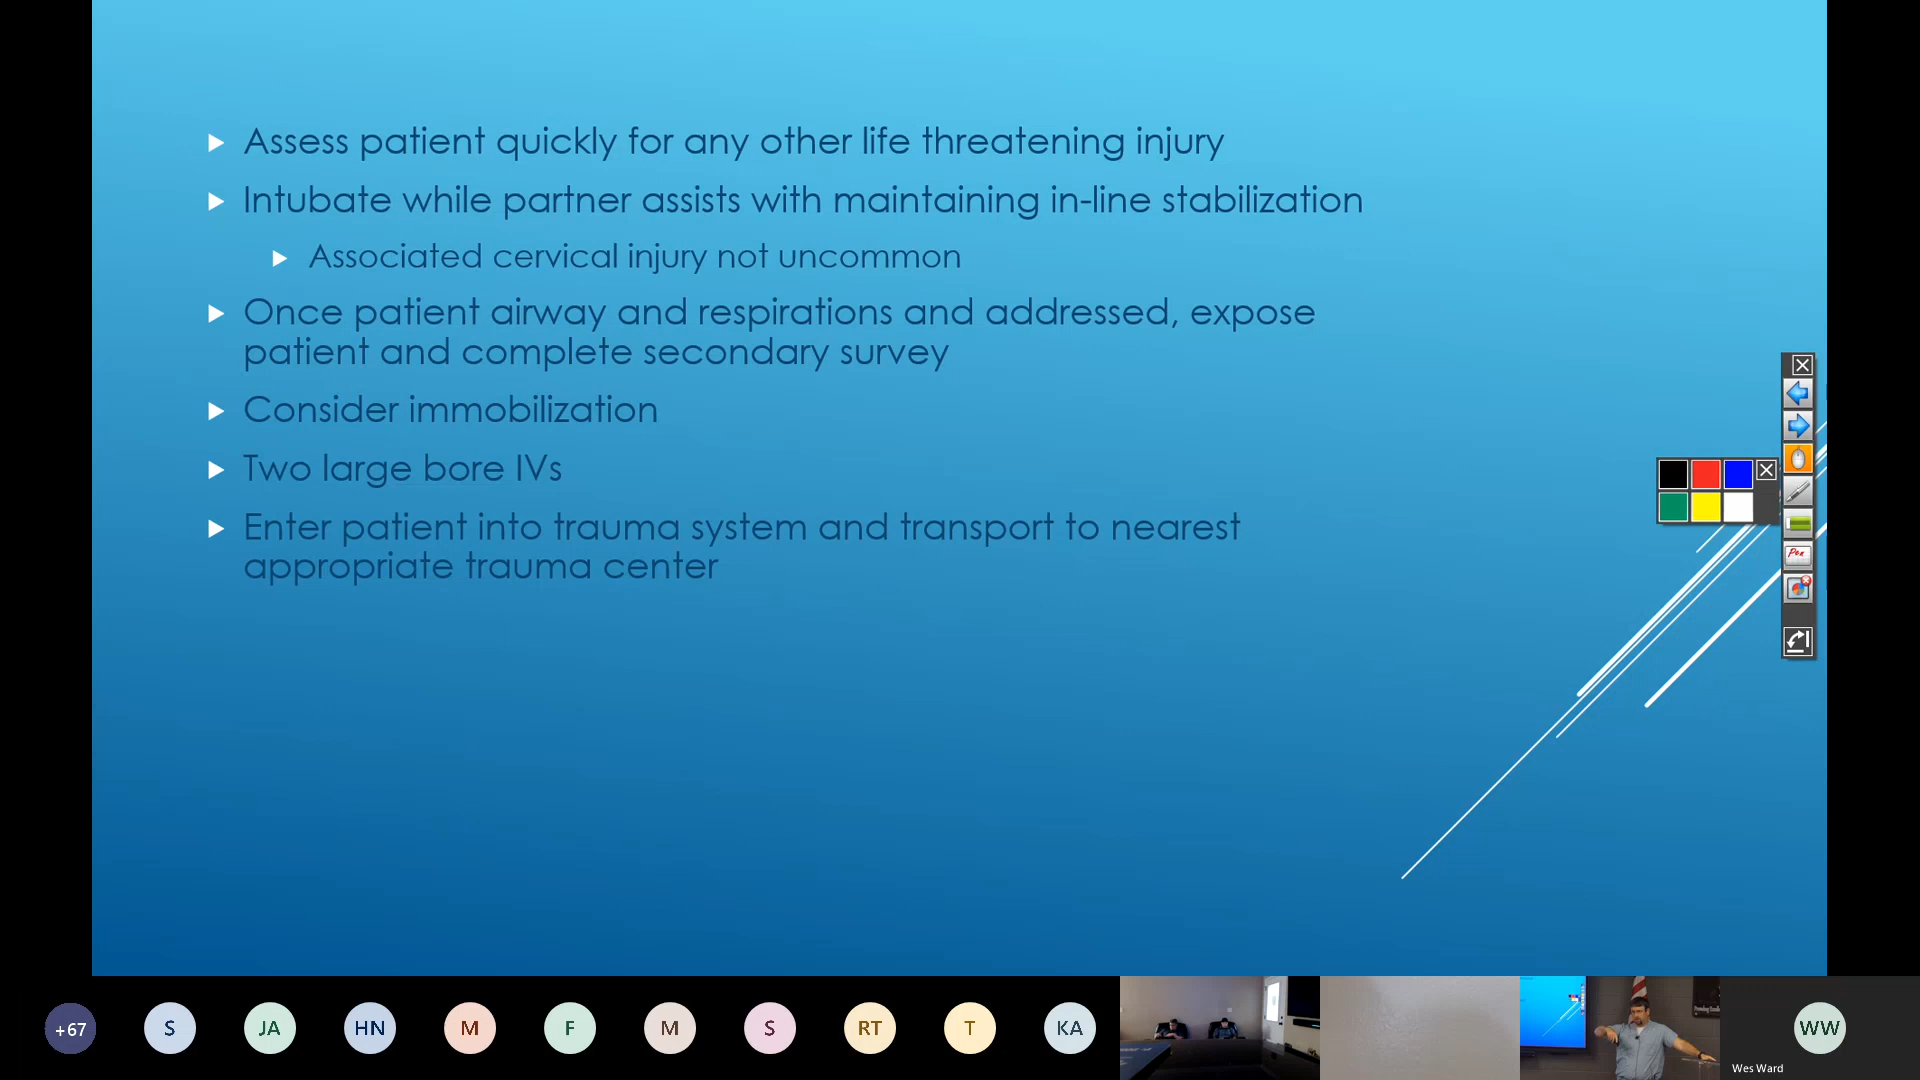 Assess patient quickly for any other life threatening injury
Intubate while partner assists with maintaining in-line stabilization
Associated cervical injury not uncommon
Once patient airway and respirations and addressed, expose
patient and complete secondary survey
Consider immobilization
Two large bore IVs
Enter patient into trauma system and transport to nearest
appropriate trauma center
Pen
+67
S
JA
HN
M
F
M
S
RT
T
KA
WW
Wes Ward